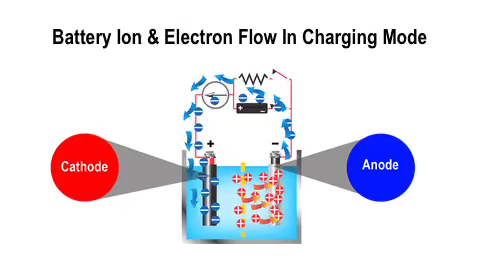 Battery Ion & Electron Flow In Charging Mode
+ -
+ -
Cathode
Anode